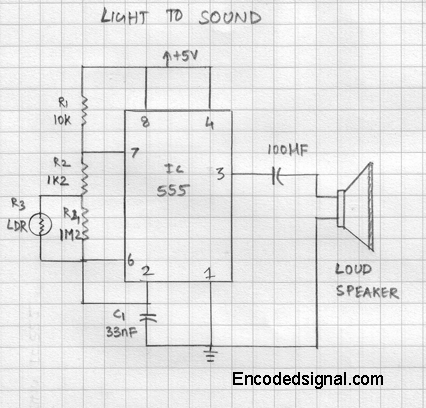 LIGHT TO SOUND
+5V
R1
10K
8
4
7
IC
555
3
100MF
R2
1K2
R3
LDR
R4
1M2
6
2
1
C1
33nF
LOUD
SPEAKER
Encodedsignal.com